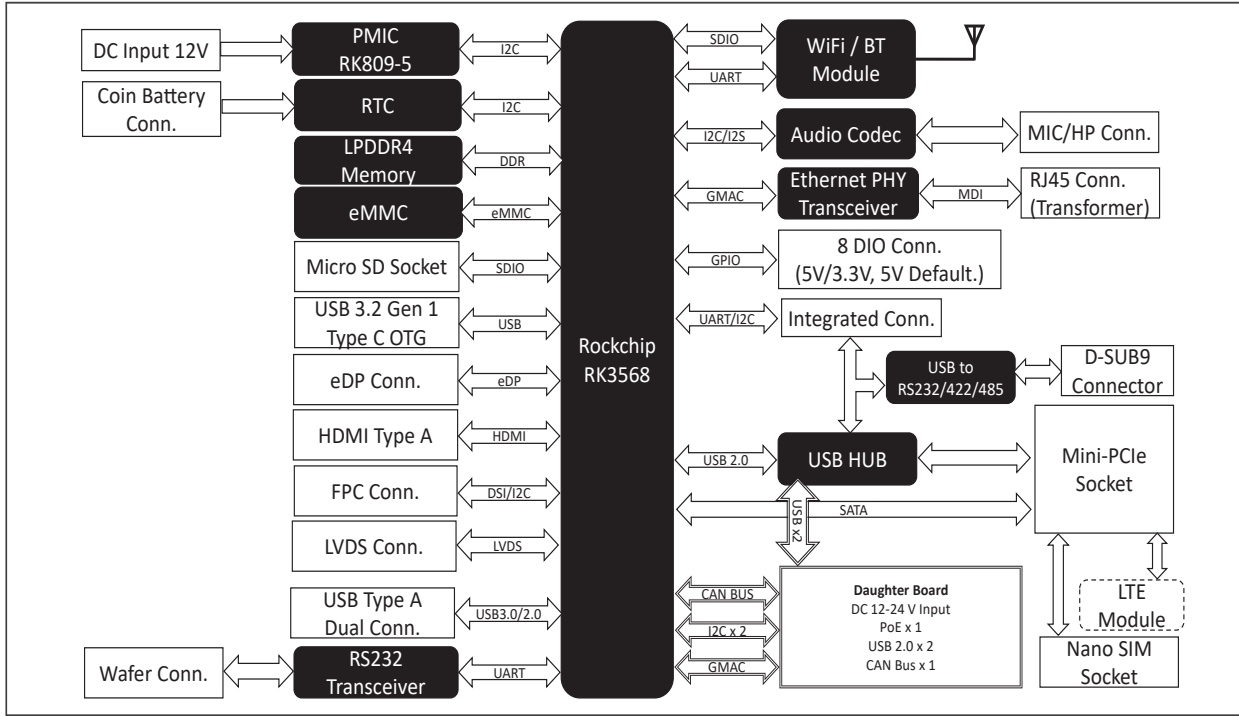 DC Input 12V
PMIC
RK809-5
I2C
Coin Battery
Conn.
RTC
I2C
LPDDR4
Memory
DDR
eMMC
eMMC
Micro SD Socket
SDIO
USB 3.2 Gen 1
Type C OTG
USB
eDP Conn.
eDP
HDMI Type A
HDMI
FPC Conn.
DSI/I2C
LVDS Conn.
LVDS
USB Type A
Dual Conn.
USB3.0/2.0
Wafer Conn.
RS232
Transceiver
UART
Rockchip
RK3568
SDIO
UART
WiFi / BT
Module
I2C/I2S
Audio Codec
MIC/HP Conn.
GMAC
Ethernet PHY
Transceiver
MDI
RJ45 Conn.
(Transformer)
GPIO
8 DIO Conn.
(5V/3.3V, 5V Default.)
UART/I2C
Integrated Conn.
USB to
RS232/422/485
D-SUB9
Connector
USB 2.0
USB HUB
Mini-PCIe
Socket
SATA
USB x2
CAN BUS
I2C x 2
GMAC
Daughter Board
DC 12-24 V Input
PoE x 1
USB 2.0 x 2
CAN Bus x 1
LTE
Module
Nano SIM
Socket